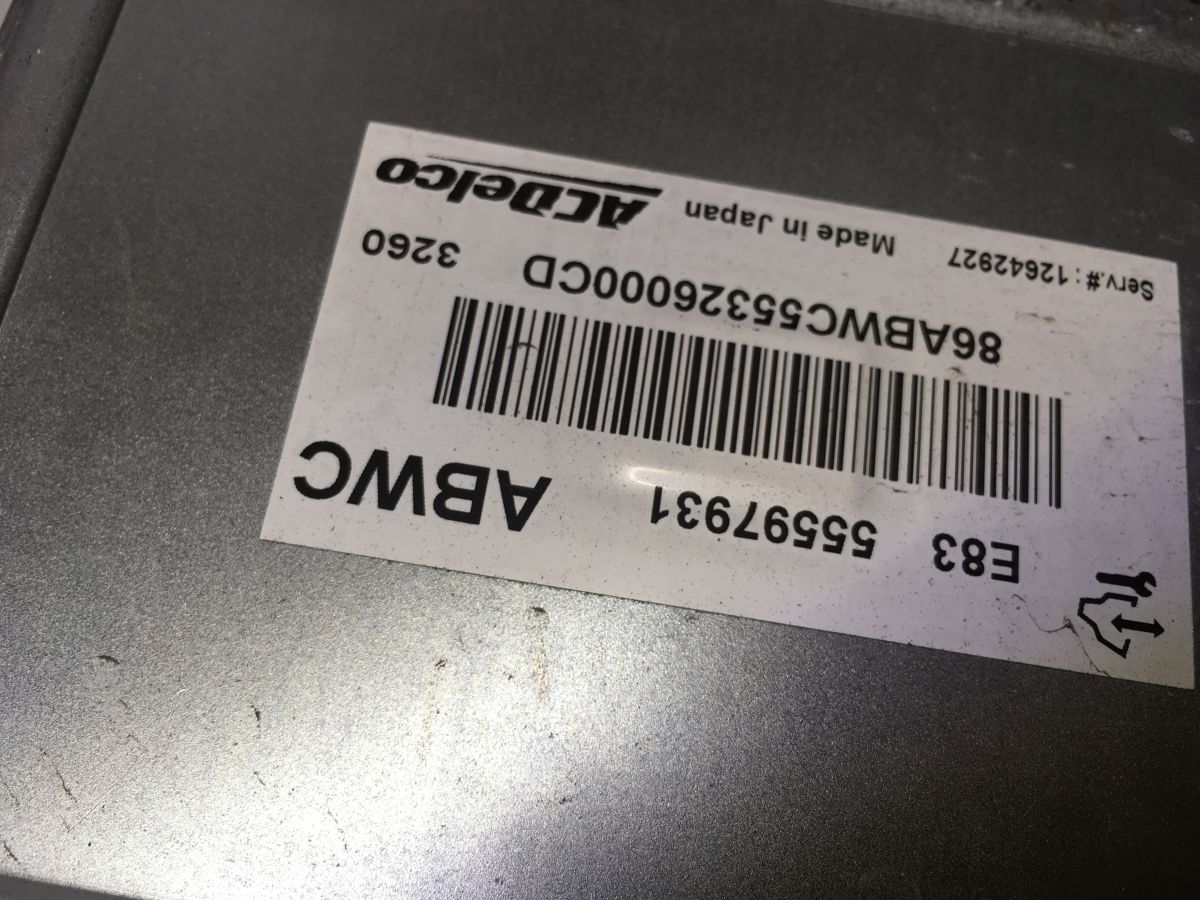 E83 55597931 ABWC
86ABWC55326000CD 3260
Serv.#:12642927 Made in Japan ACDelco